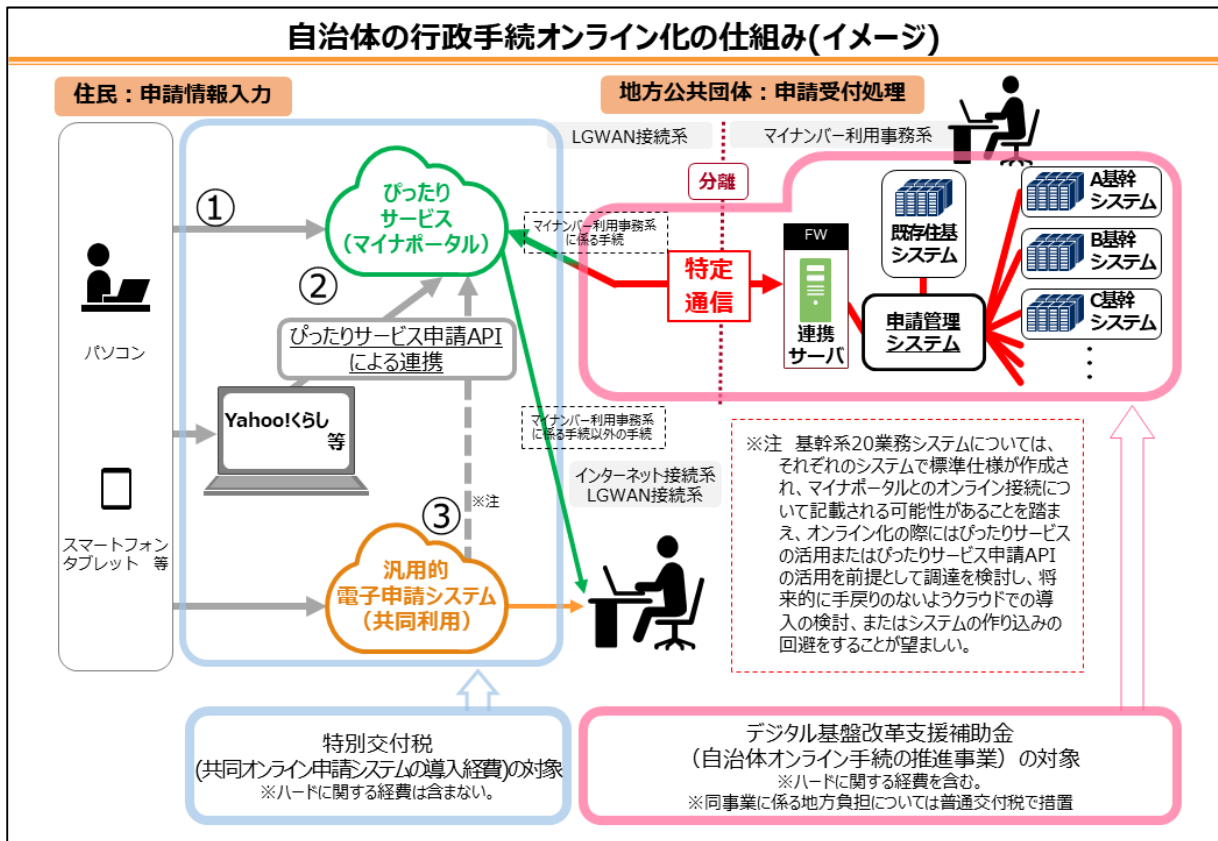 自治体の行政手続オンライン化の仕組み(イメージ)
住民：申請情報入力
地方公共団体：申請受付処理
LGWAN接続系
マイナンバー利用事務系
分離
①
ぴったり
サービス
（マイナポータル）
マイナンバー利用事務系
に係る手続
特定
通信
FW
連携
サーバ
既存住基
システム
申請管理
システム
A基幹
システム
B基幹
システム
C基幹
システム
・
・
・
パソコン
②
ぴったりサービス申請API
による連携
Yahoo!くらし
等
マイナンバー利用事務系
に係る手続以外の手続
インターネット接続系
LGWAN接続系
※注
③
スマートフォン
タブレット 等
汎用的
電子申請システム
（共同利用）
※注 基幹系20業務システムについては、
それぞれのシステムで標準仕様が作成さ
れ、マイナポータルとのオンライン接続につ
いて記載される可能性があることを踏ま
え、オンライン化の際にはぴったりサービス
の活用またはぴったりサービス申請API
の活用を前提として調達を検討し、将
来的に手戻りのないようクラウドでの導
入の検討、またはシステムの作り込みの
回避をすることが望ましい。
特別交付税
(共同オンライン申請システムの導入経費)の対象
※ハードに関する経費は含まない。
デジタル基盤改革支援補助金
（自治体オンライン手続の推進事業）の対象
※ハードに関する経費を含む。
※同事業に係る地方負担については普通交付税で措置